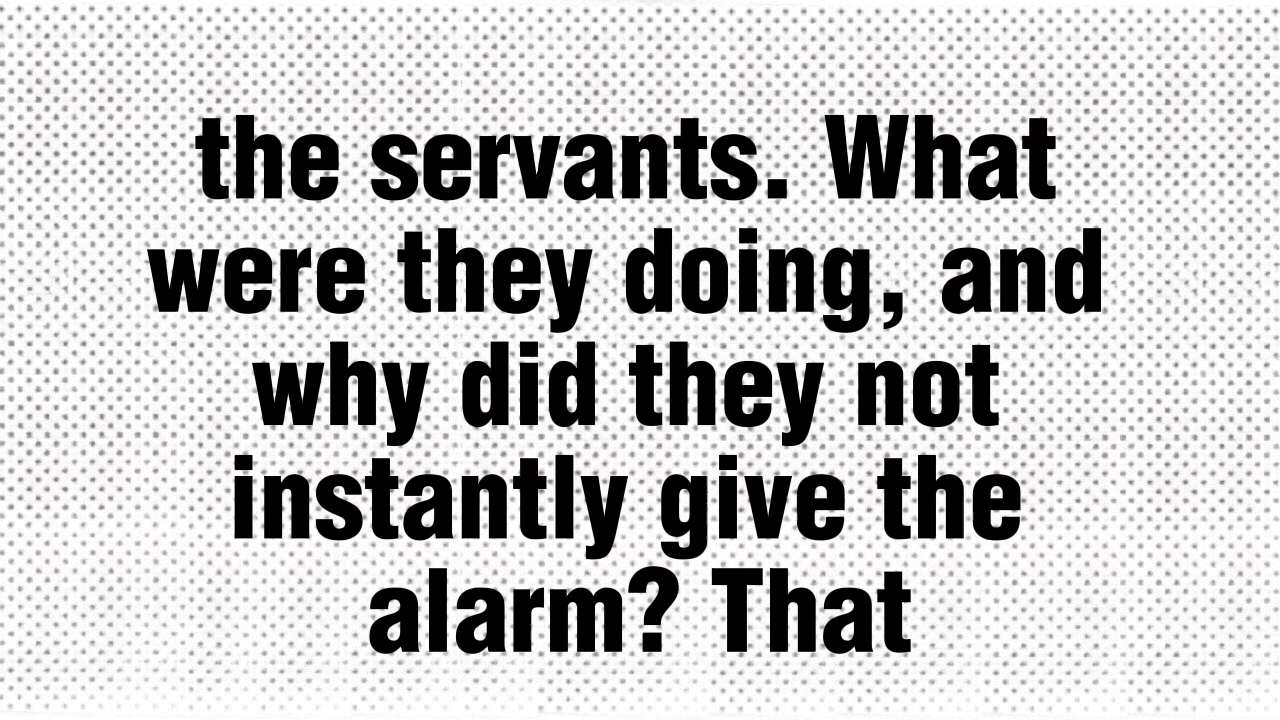 the servants. What
were they doing, and
why did they not
instantly give the
alarm? That